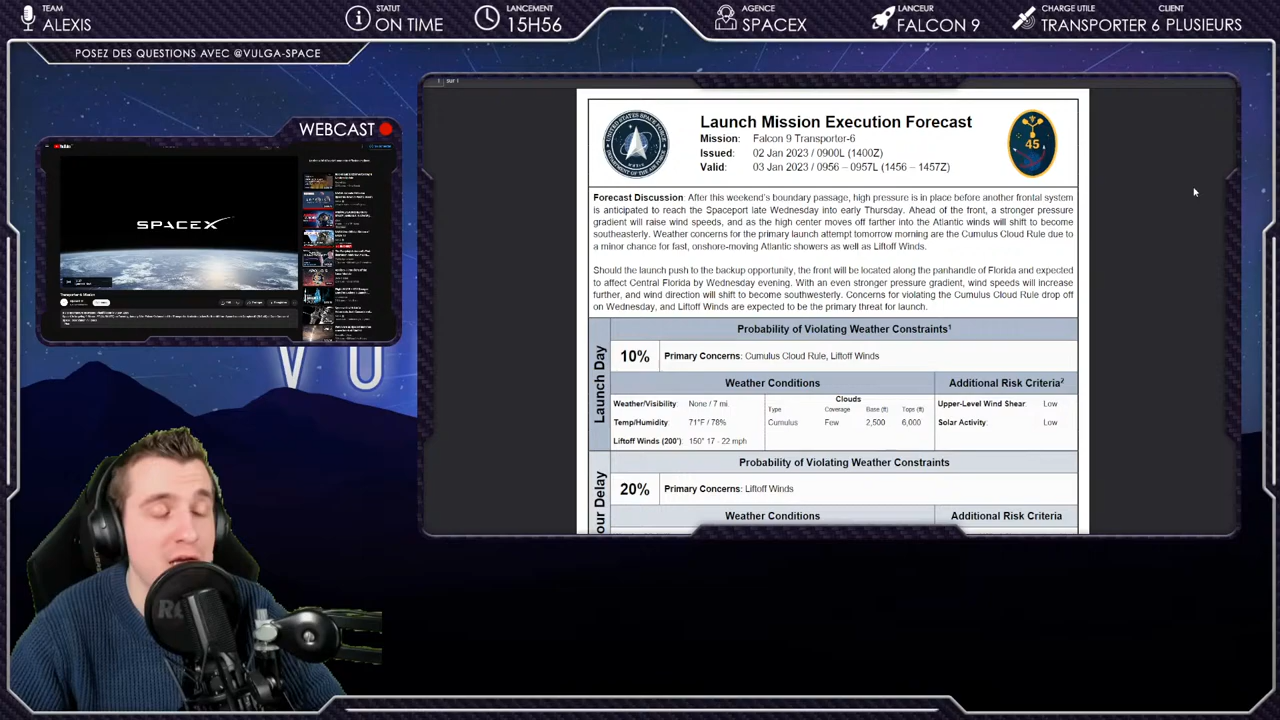 TEAM
ALEXIS
STATUT
ON TIME
LANCEMENT
15H56
AGENCE
SPACEX
LANCEUR
FALCON 9
CHARGE UTILE
TRANSPORTER 6
CLIENT
PLUSIEURS
POSEZ DES QUESTIONS AVEC @VULGA-SPACE
WEBCAST
SPACEX
V U
1 sur 1
Launch Mission Execution Forecast
Mission: Falcon 9 Transporter-6
Issued: 02 Jan 2023 / 0900L (1400Z)
Valid: 03 Jan 2023 / 0956 – 0957L (1456 – 1457Z)
45
Forecast Discussion: After this weekend's boundary passage, high pressure is in place before another frontal system
is anticipated to reach the Spaceport late Wednesday into early Thursday. Ahead of the front, a stronger pressure
gradient will raise wind speeds, and as the high center moves off farther into the Atlantic winds will shift to become
southeasterly. Weather concerns for the primary launch attempt tomorrow morning are the Cumulus Cloud Rule due to
a minor chance for fast, onshore-moving Atlantic showers as well as Liftoff Winds.
Should the launch push to the backup opportunity, the front will be located along the panhandle of Florida and expected
to affect Central Florida by Wednesday evening. With an even stronger pressure gradient, wind speeds will increase
further, and wind direction will shift to become southwesterly. Concerns for violating the Cumulus Cloud Rule drop off
on Wednesday, and Liftoff Winds are expected to be the primary threat for launch.
Launch Day
Probability of Violating Weather Constraints¹
10% Primary Concerns: Cumulus Cloud Rule, Liftoff Winds
Weather Conditions
Additional Risk Criteria²
Weather/Visibility: None / 7 mi
Temp/Humidity: 71°F / 78%
Liftoff Winds (200'): 150° 17 - 22 mph
Clouds
Type Coverage Base (ft) Tops (ft)
Cumulus Few 2,500 6,000
Upper-Level Wind Shear: Low
Solar Activity: Low
our Delay
Probability of Violating Weather Constraints
20% Primary Concerns: Liftoff Winds
Weather Conditions
Additional Risk Criteria